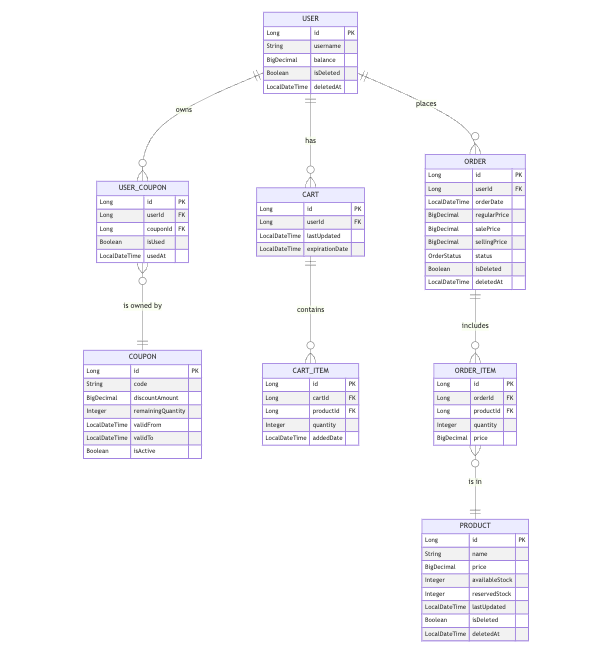 USER
Long id PK
String username
BigDecimal balance
Boolean isDeleted
LocalDateTime deletedAt
owns
has
places
USER_COUPON
Long id PK
Long userId FK
Long couponId FK
Boolean isUsed
LocalDateTime usedAt
CART
Long id PK
Long userId FK
LocalDateTime lastUpdated
LocalDateTime expirationDate
ORDER
Long id PK
Long userId FK
LocalDateTime orderDate
BigDecimal regularPrice
BigDecimal salePrice
BigDecimal sellingPrice
OrderStatus status
Boolean isDeleted
LocalDateTime deletedAt
is owned by
contains
includes
COUPON
Long id PK
String code
BigDecimal discountAmount
Integer remainingQuantity
LocalDateTime validFrom
LocalDateTime validTo
Boolean isActive
CART_ITEM
Long id PK
Long cartId FK
Long productId FK
Integer quantity
LocalDateTime addedDate
ORDER_ITEM
Long id PK
Long orderId FK
Long productId FK
Integer quantity
BigDecimal price
is in
PRODUCT
Long id PK
String name
BigDecimal price
Integer availableStock
Integer reservedStock
LocalDateTime lastUpdated
Boolean isDeleted
LocalDateTime deletedAt